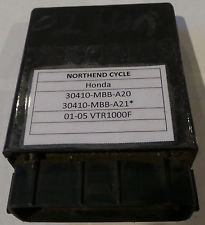 NORTHEND CYCLE
Honda
30410-MBB-A20
30410-MBB-A21*
01-05 VTR1000F